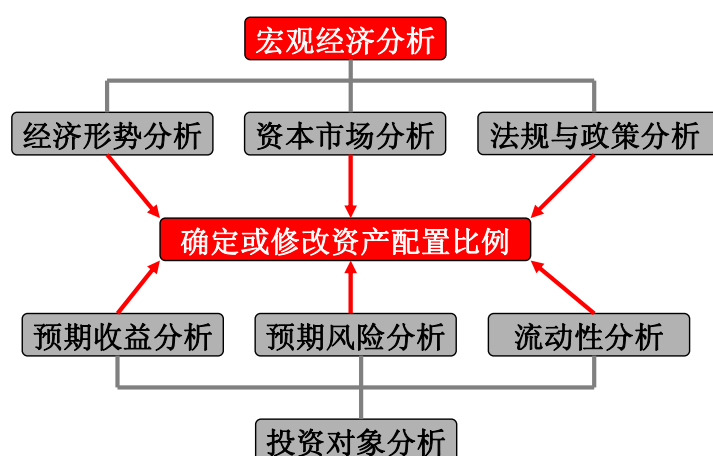 宏观经济分析
经济形势分析
资本市场分析
法规与政策分析
确定或修改资产配置比例
预期收益分析
预期风险分析
流动性分析
投资对象分析